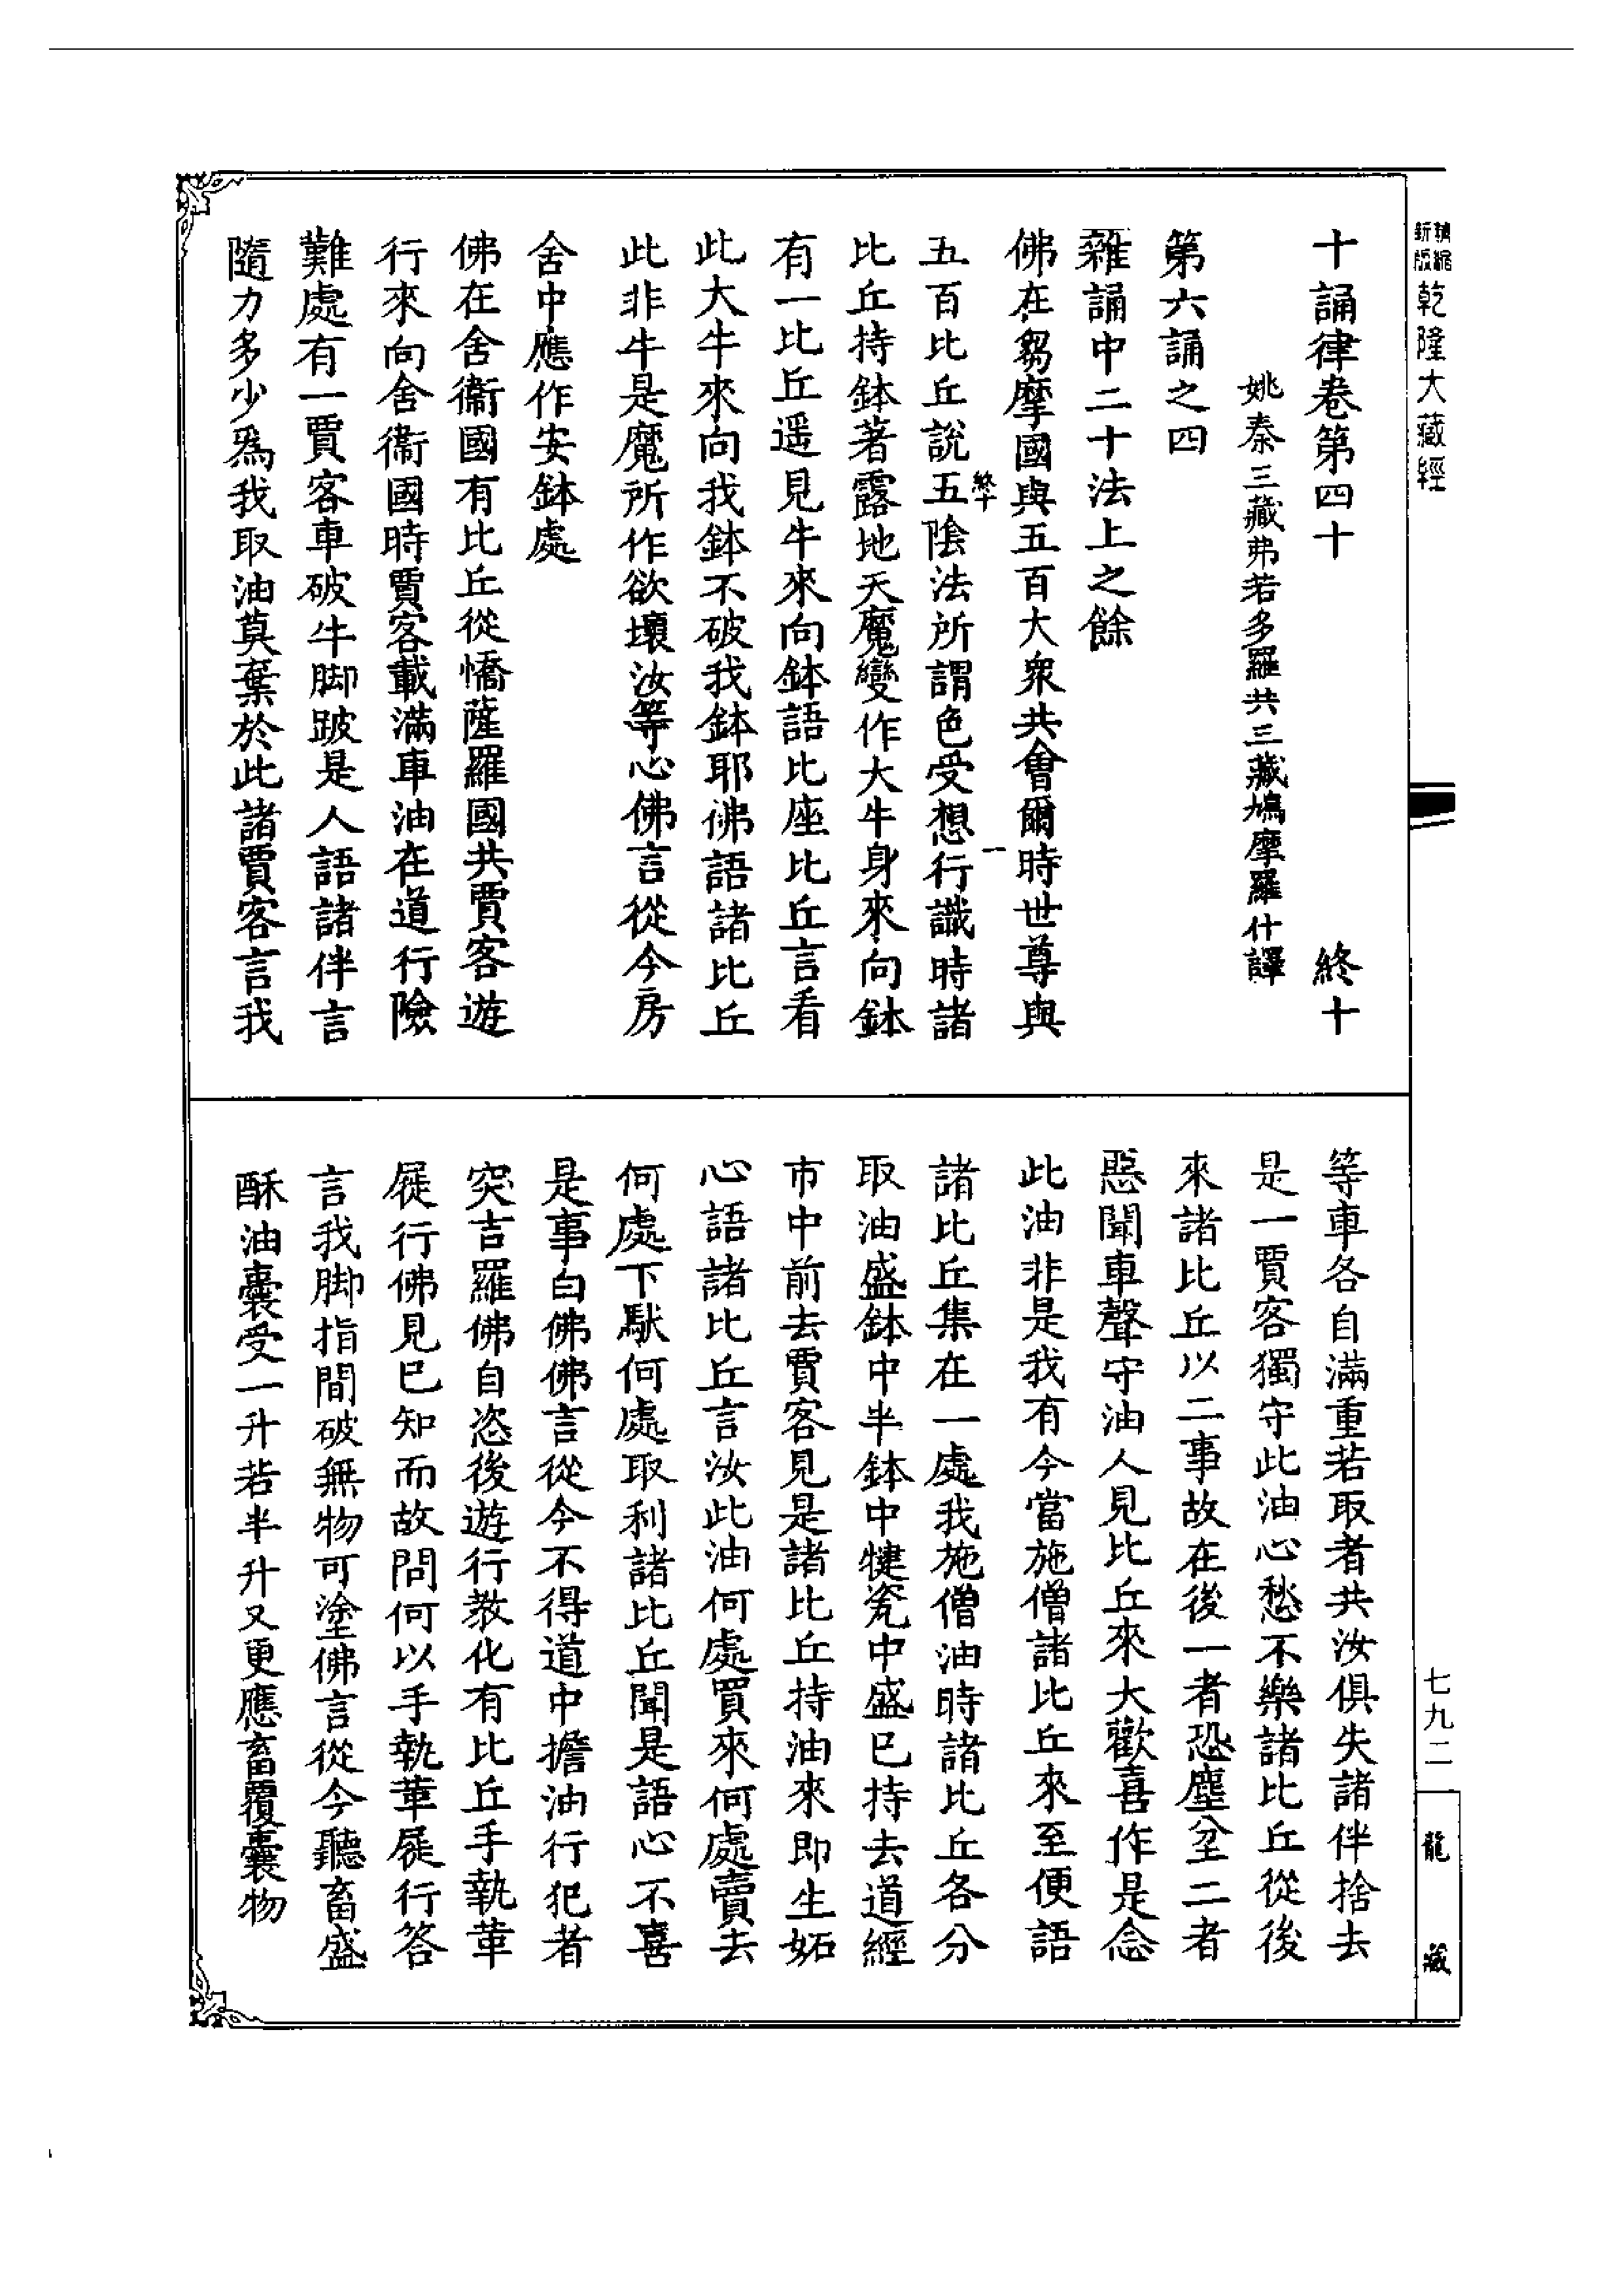 精縮新版乾隆大藏經
十誦律卷第四十 終十
姚秦三藏弗若多羅共三藏鳩摩羅什譯
第六誦之四
雜誦中二十法上之餘
佛在芻摩國與五百大衆共會爾時世尊與
五百比丘說五陰法所謂色受想行識時諸
比丘持鉢著露地天魔變作大牛身來向鉢
有一比丘遥見牛來向鉢語比座比丘言看
此大牛來向我鉢不破我鉢耶佛語諸比丘
此非牛是魔所作欲壞汝等心佛言從今房
舍中應作安鉢處
佛在舍衞國有比丘從憍薩羅國共賈客遊
行來向舍衞國時賈客載滿車油在道行險
難處有一賈客車破牛脚跛是人語諸伴言
隨力多少爲我取油莫棄於此諸賈客言我
等車各自滿重若取者共汝俱失諸伴捨去
是一賈客獨守此油心愁不樂諸比丘從後
來諸比丘以二事故在後一者恐塵坌二者
惡聞車聲守油人見比丘來大歡喜作是念
此油非是我有今當施僧諸比丘來至便語
諸比丘集在一處我施僧油時諸比丘各分
取油盛鉢中半鉢中犍瓷中盛已持去道經
市中前去賈客見是諸比丘持油來即生妬
心語諸比丘言汝此油何處買來何處賣去
何處下馱何處取利諸比丘聞是語心不喜
是事白佛佛言從今不得道中擔油行犯者
突吉羅佛自恣後遊行教化有比丘手執革
屣行佛見已知而故問何以手執革屣行答
言我脚指間破無物可塗佛言從今聽畜盛
酥油囊受一升若半升又更應畜覆囊物
七九二
龍藏